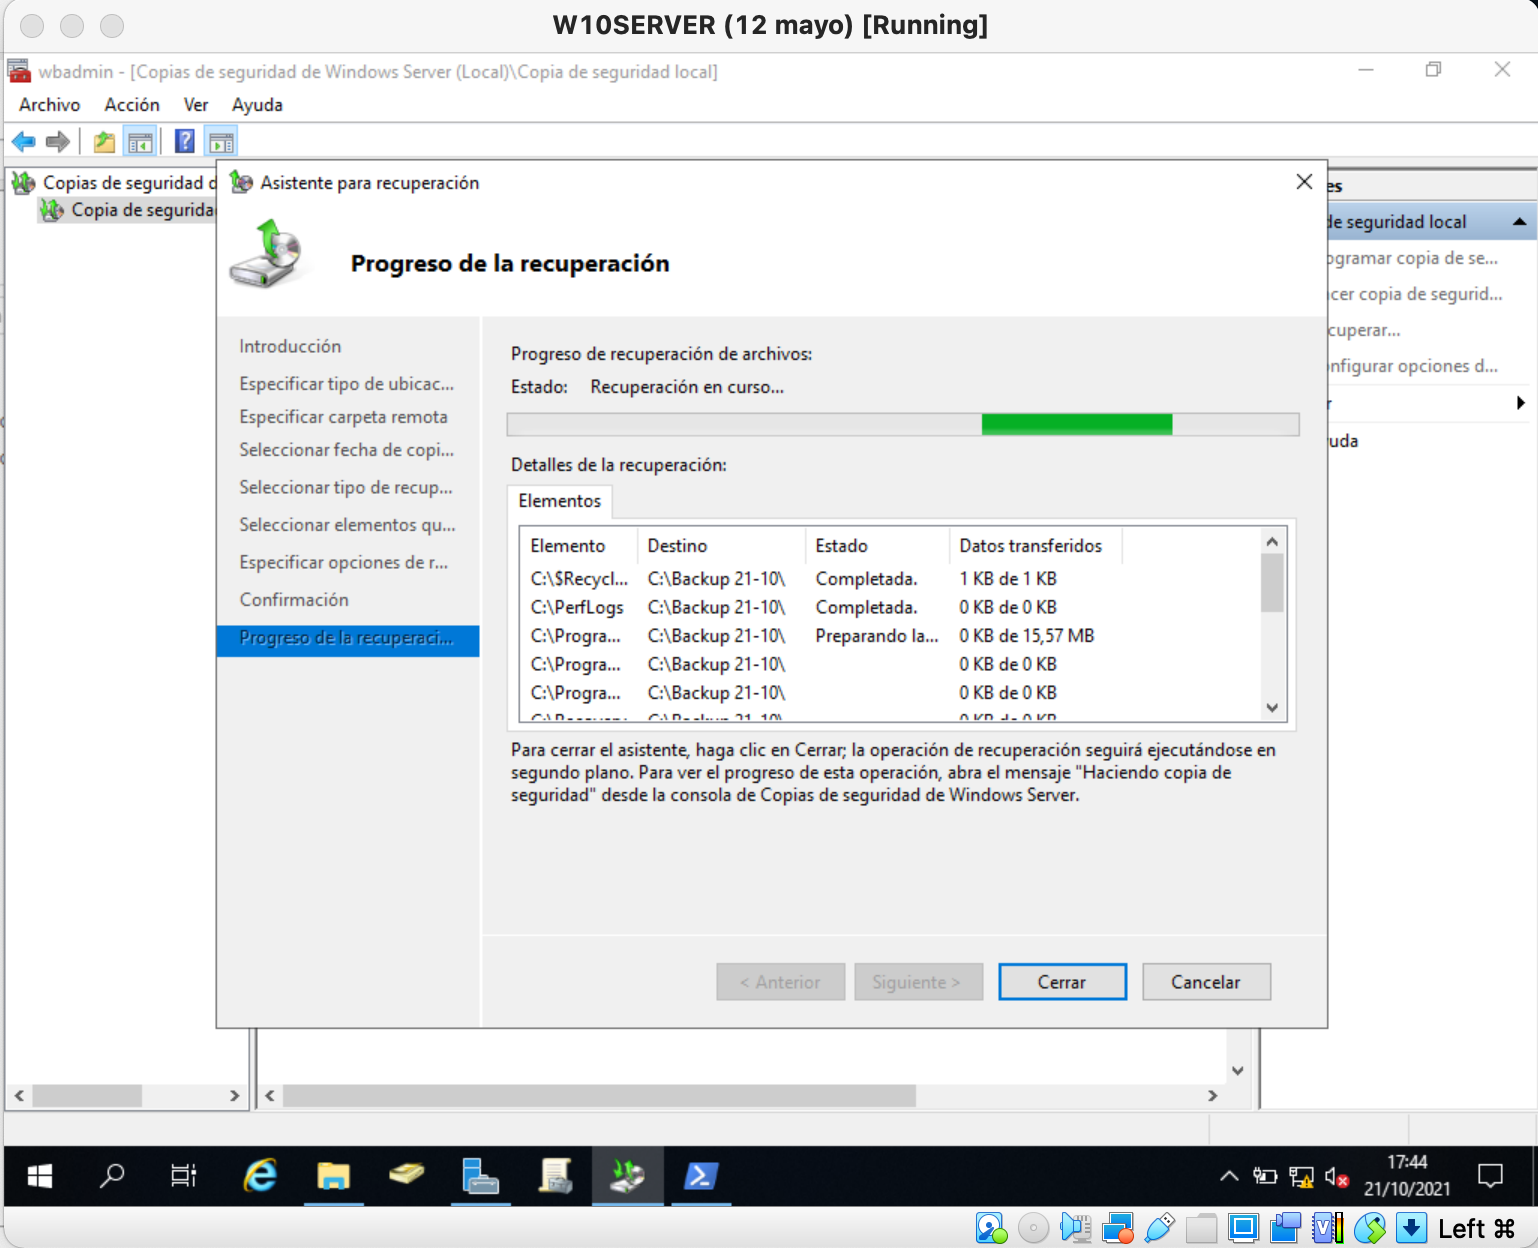 W10SERVER (12 mayo) [Running]
wbadmin - [Copias de seguridad de Windows Server (Local)\Copia de seguridad local]
Archivo Acción Ver Ayuda
Copias de seguridad d
Copia de segurida
Asistente para recuperación
Progreso de la recuperación
Introducción
Especificar tipo de ubicac...
Especificar carpeta remota
Seleccionar fecha de copi...
Seleccionar tipo de recup...
Seleccionar elementos qu...
Especificar opciones de r...
Confirmación
Progreso de la recuperaci...
Progreso de recuperación de archivos:
Estado: Recuperación en curso...
Detalles de la recuperación:
Elementos
Elemento Destino Estado Datos transferidos
C:\$Recycl... C:\Backup 21-10\ Completada. 1 KB de 1 KB
C:\PerfLogs C:\Backup 21-10\ Completada. 0 KB de 0 KB
C:\Progra... C:\Backup 21-10\ Preparando la... 0 KB de 15,57 MB
C:\Progra... C:\Backup 21-10\ 0 KB de 0 KB
C:\Progra... C:\Backup 21-10\ 0 KB de 0 KB
C:\Recovery C:\Backup 21-10\ 0 KB de 0 KB
Para cerrar el asistente, haga clic en Cerrar; la operación de recuperación seguirá ejecutándose en
segundo plano. Para ver el progreso de esta operación, abra el mensaje "Haciendo copia de
seguridad" desde la consola de Copias de seguridad de Windows Server.
< Anterior Siguiente > Cerrar Cancelar
es
de seguridad local
ogramar copia de se...
cer copia de segurid...
cuperar...
nfigurar opciones d...
r
uda
17:44
21/10/2021
Left ⌘